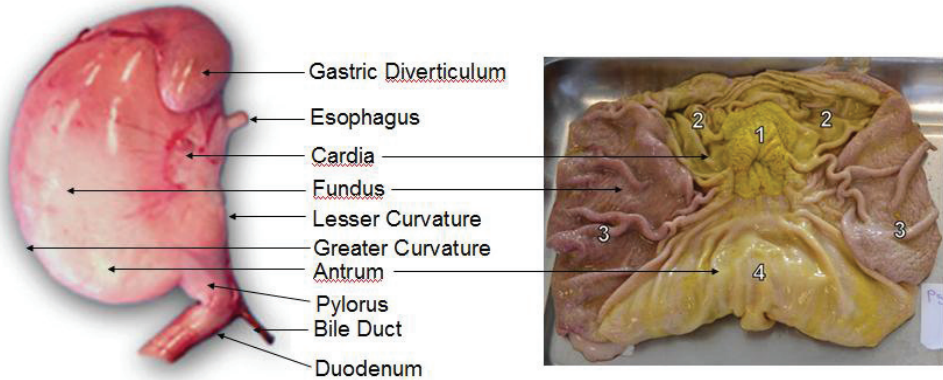 Gastric Diverticulum
Esophagus
Cardia
Fundus
Lesser Curvature
Greater Curvature
Antrum
Pylorus
Bile Duct
Duodenum
1
2
2
3
3
4